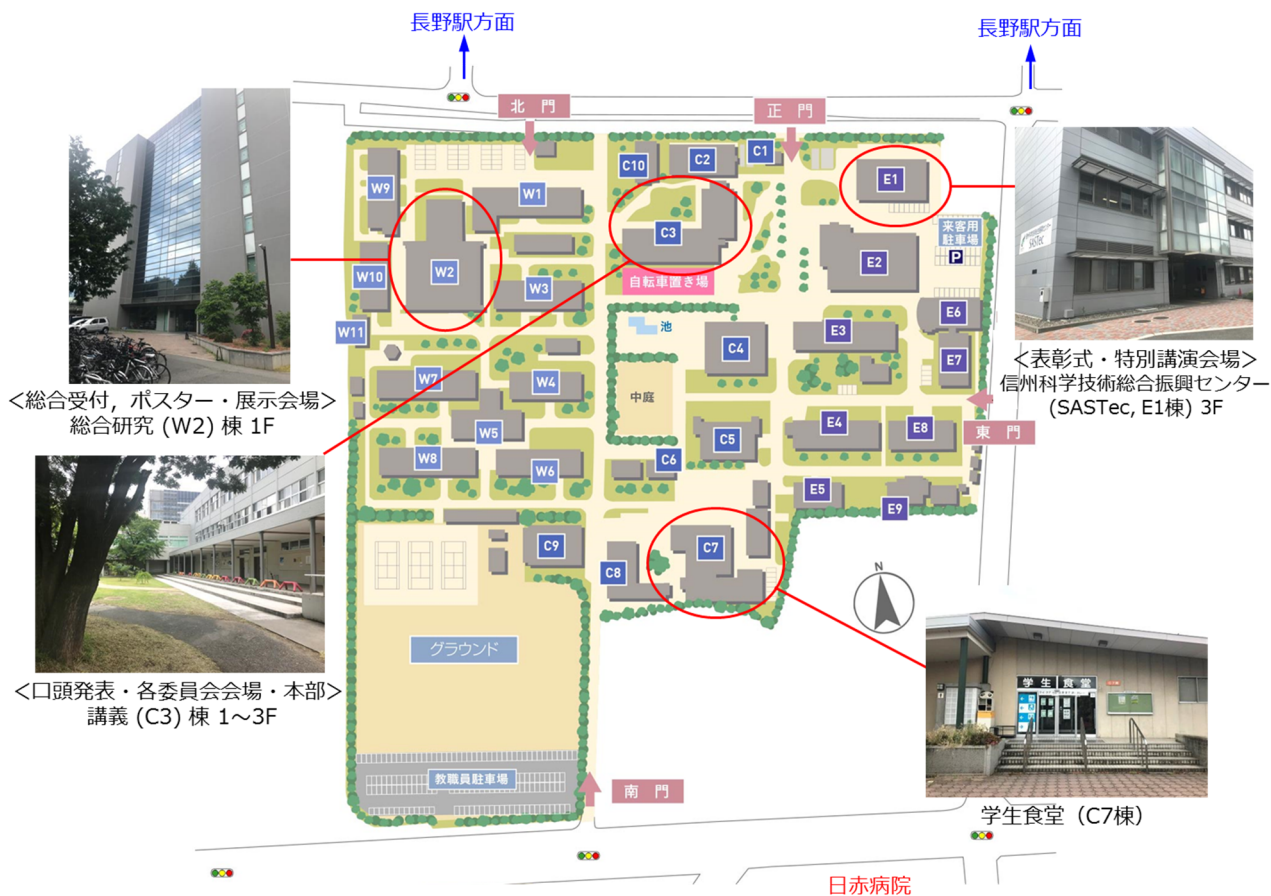 長野駅方面
長野駅方面
北 門
正 門
C10
C2
C1
W9
W1
E1
C3
来客用
駐車場
P
W2
E2
W10
W3
自転車置き場
SASTec
W11
池
E3
E6
C4
E7
<表彰式・特別講演会場>
信州科学技術総合振興センター
(SASTec, E1棟) 3F
W7
W4
中庭
<総合受付，ポスター・展示会場>
総合研究 (W2) 棟 1F
W5
C5
E4
E8
東 門
W8
W6
C6
E5
E9
C9
C7
C8
N
グラウンド
<口頭発表・各委員会会場・本部>
講義 (C3) 棟 1～3F
学生食堂
教職員駐車場
南 門
学生食堂（C7棟）
日赤病院